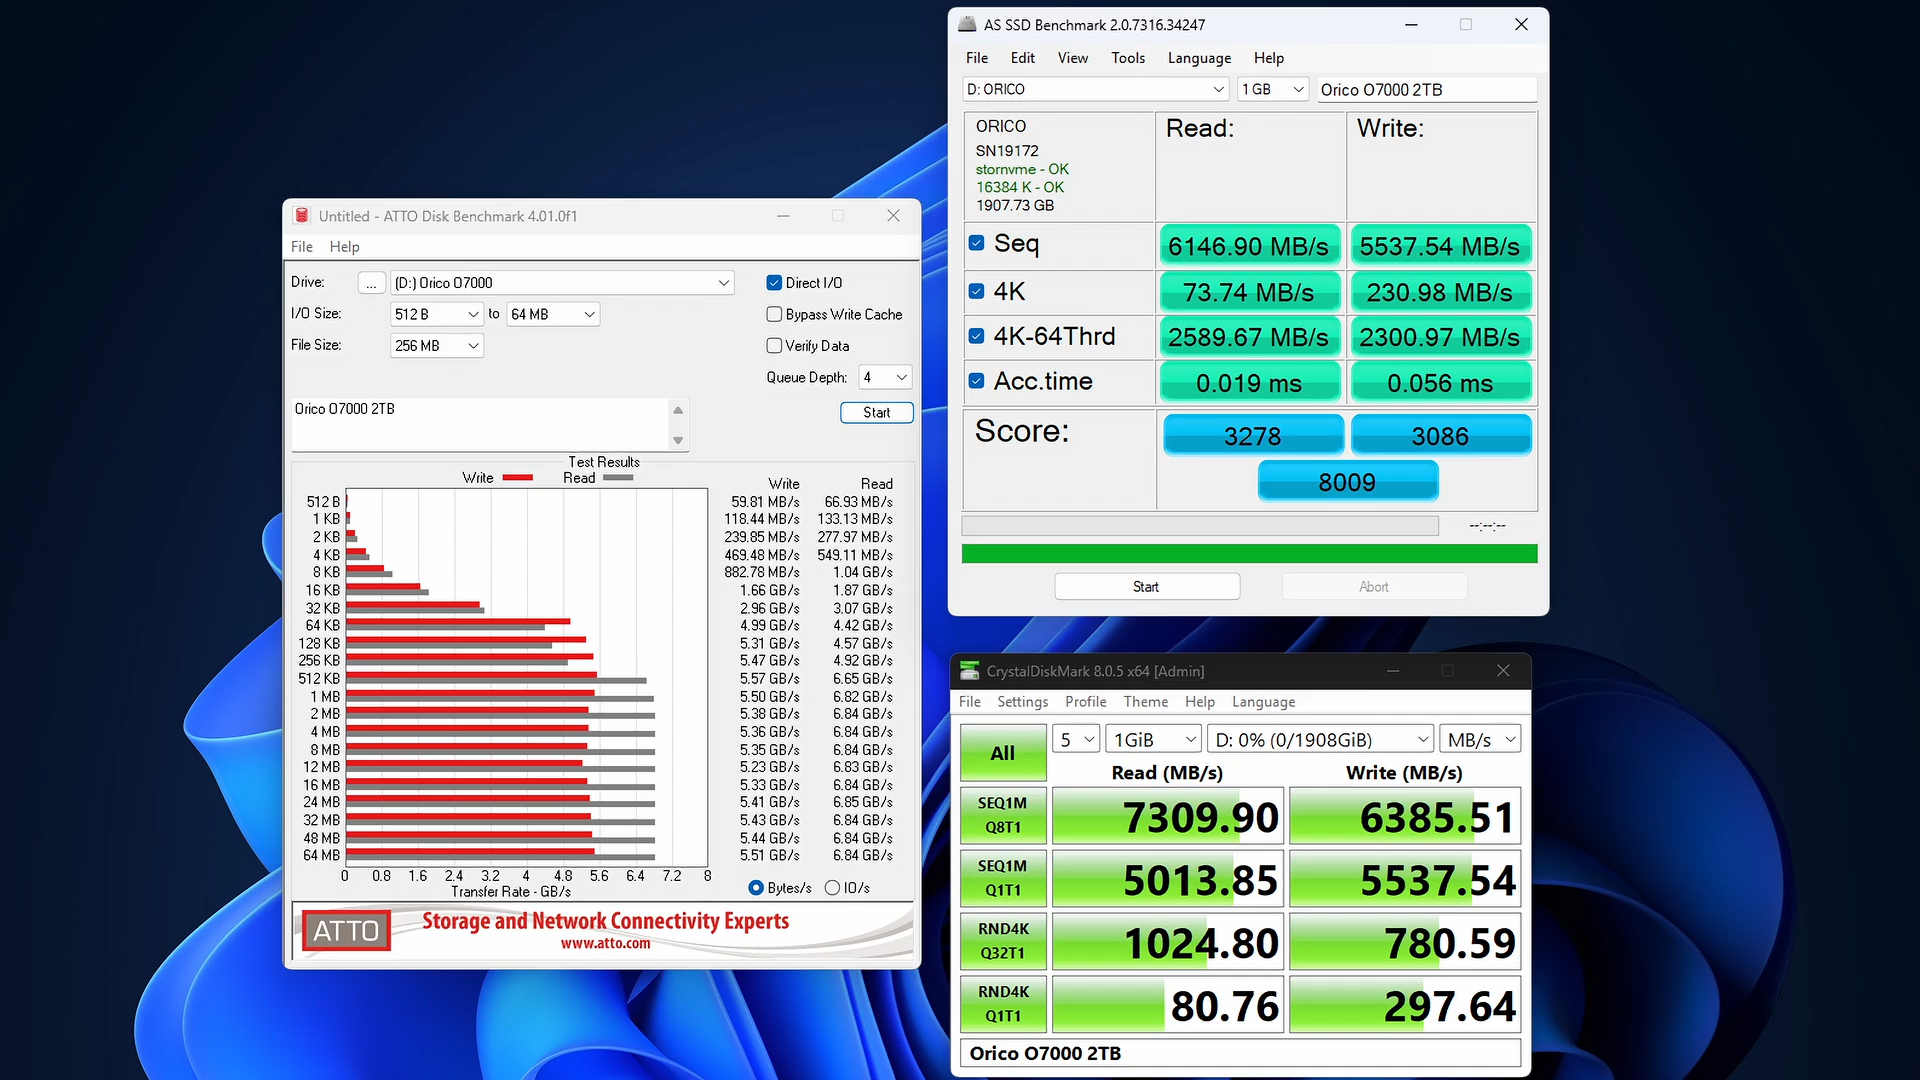 Untitled - ATTO Disk Benchmark 4.01.0f1
File Help
Drive: ... (D:) Orico O7000 Direct I/O
I/O Size: 512 B to 64 MB Bypass Write Cache
File Size: 256 MB Verify Data
Queue Depth: 4
Start
Orico O7000 2TB
Test Results
Write Read
Write Read
512 B 59.81 MB/s 66.93 MB/s
1 KB 118.44 MB/s 133.13 MB/s
2 KB 239.85 MB/s 277.97 MB/s
4 KB 469.48 MB/s 549.11 MB/s
8 KB 882.78 MB/s 1.04 GB/s
16 KB 1.66 GB/s 1.87 GB/s
32 KB 2.96 GB/s 3.07 GB/s
64 KB 4.99 GB/s 4.42 GB/s
128 KB 5.31 GB/s 4.57 GB/s
256 KB 5.47 GB/s 4.92 GB/s
512 KB 5.57 GB/s 6.65 GB/s
1 MB 5.50 GB/s 6.82 GB/s
2 MB 5.38 GB/s 6.84 GB/s
4 MB 5.36 GB/s 6.84 GB/s
8 MB 5.35 GB/s 6.84 GB/s
12 MB 5.23 GB/s 6.83 GB/s
16 MB 5.33 GB/s 6.84 GB/s
24 MB 5.41 GB/s 6.85 GB/s
32 MB 5.43 GB/s 6.84 GB/s
48 MB 5.44 GB/s 6.84 GB/s
64 MB 5.51 GB/s 6.84 GB/s
0 0.8 1.6 2.4 3.2 4 4.8 5.6 6.4 7.2 8
Transfer Rate - GB/s
Bytes/s IO/s
ATTO
Storage and Network Connectivity Experts
www.atto.com
AS SSD Benchmark 2.0.7316.34247
File Edit View Tools Language Help
D: ORICO 1 GB Orico O7000 2TB
ORICO
SN19172
stornvme - OK
16384 K - OK
1907.73 GB
Read: Write:
Seq 6146.90 MB/s 5537.54 MB/s
4K 73.74 MB/s 230.98 MB/s
4K-64Thrd 2589.67 MB/s 2300.97 MB/s
Acc.time 0.019 ms 0.056 ms
Score: 3278 3086
8009
--:--:--
Start Abort
CrystalDiskMark 8.0.5 x64 [Admin]
File Settings Profile Theme Help Language
All 5 1GiB D: 0% (0/1908GiB) MB/s
Read (MB/s) Write (MB/s)
SEQ1M
Q8T1
7309.90 6385.51
SEQ1M
Q1T1
5013.85 5537.54
RND4K
Q32T1
1024.80 780.59
RND4K
Q1T1
80.76 297.64
Orico O7000 2TB